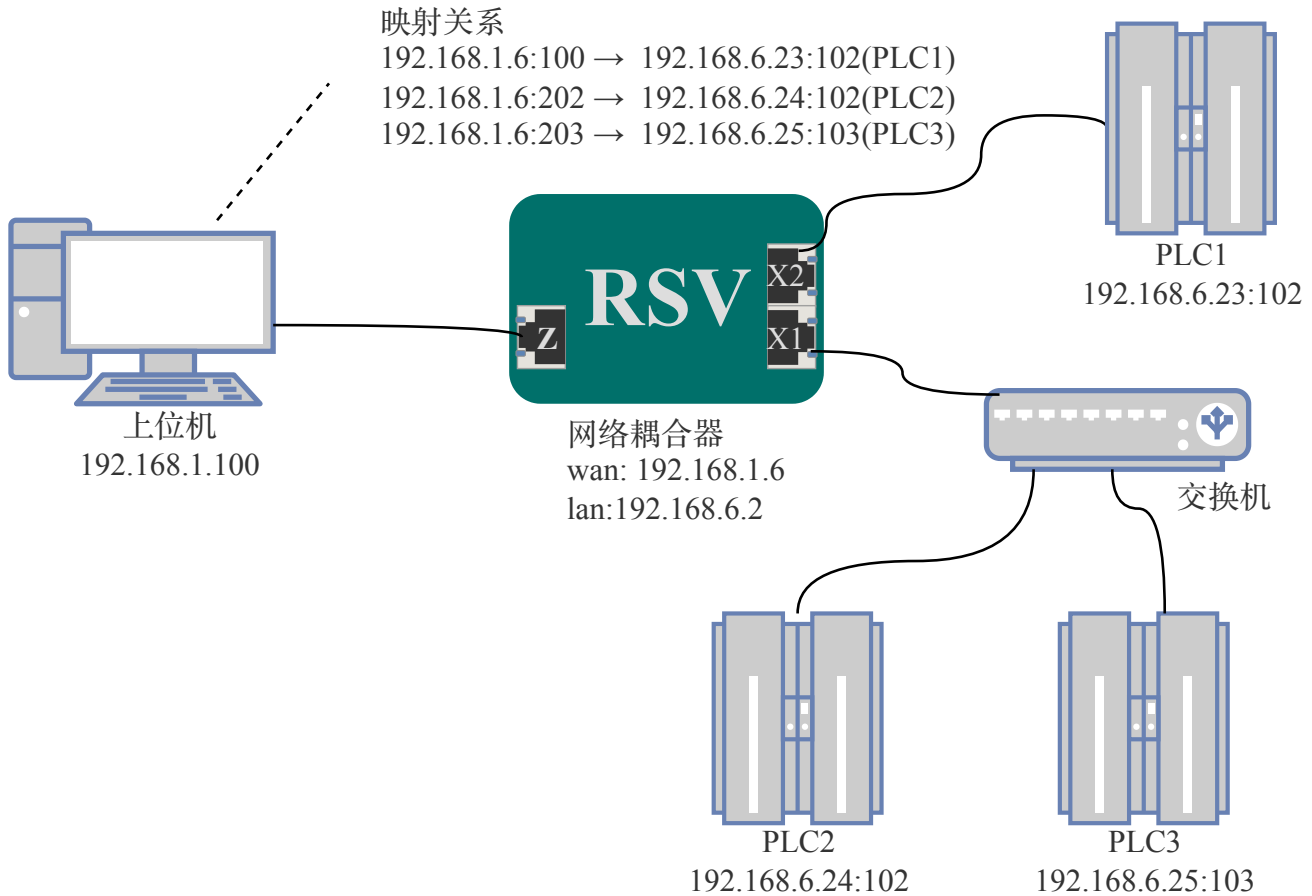 映射关系
192.168.1.6:100 → 192.168.6.23:102(PLC1)
192.168.1.6:202 → 192.168.6.24:102(PLC2)
192.168.1.6:203 → 192.168.6.25:103(PLC3)
PLC1
192.168.6.23:102
RSV
X2
X1
Z
上位机
192.168.1.100
网络耦合器
wan: 192.168.1.6
lan:192.168.6.2
交换机
PLC2
192.168.6.24:102
PLC3
192.168.6.25:103